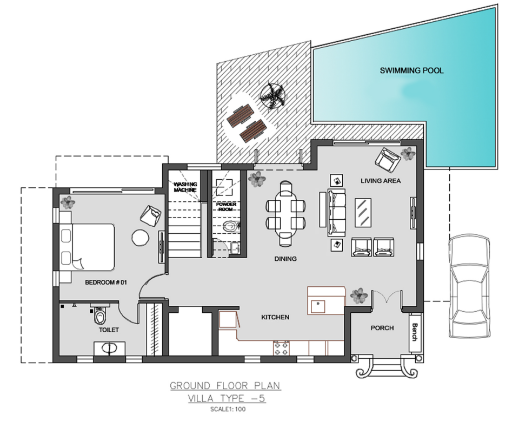 SWIMMING POOL
WASHING
MACHINE
POWDER
ROOM
LIVING AREA
DINING
BEDROOM #01
KITCHEN
TOILET
PORCH
Bench
GROUND FLOOR PLAN
VILLA TYPE -5
SCALE1:100